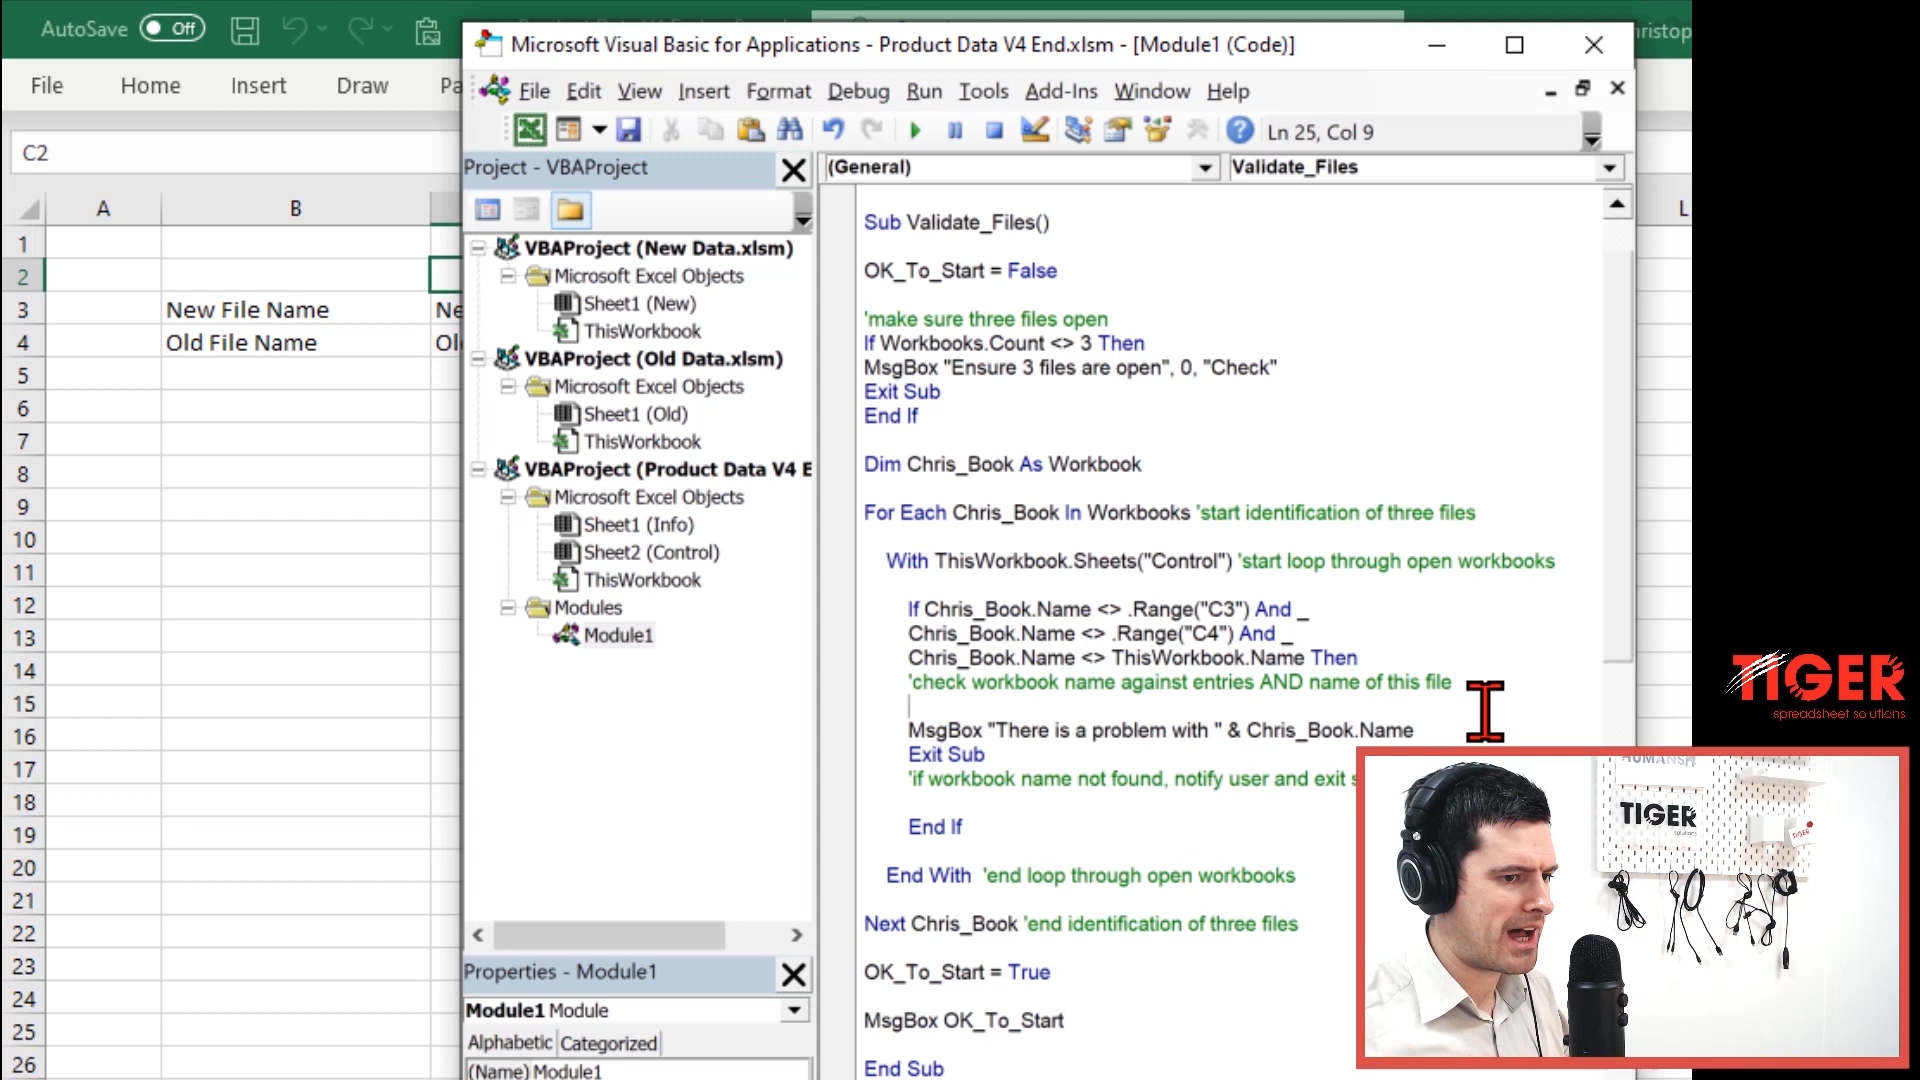 AutoSave Off
File Home Insert Draw Pa
Microsoft Visual Basic for Applications - Product Data V4 End.xlsm - [Module1 (Code)]
ristop
File Edit View Insert Format Debug Run Tools Add-Ins Window Help
Ln 25, Col 9
C2
Project - VBAProject
(General) Validate_Files
A B L
1
2
3 New File Name Ne
4 Old File Name Ol
5
6
7
8
9
10
11
12
13
14
15
16
17
18
19
20
21
22
23
24
25
26
VBAProject (New Data.xlsm)
Microsoft Excel Objects
Sheet1 (New)
ThisWorkbook
VBAProject (Old Data.xlsm)
Microsoft Excel Objects
Sheet1 (Old)
ThisWorkbook
VBAProject (Product Data V4 E
Microsoft Excel Objects
Sheet1 (Info)
Sheet2 (Control)
ThisWorkbook
Modules
Module1
Properties - Module1
Module1 Module
Alphabetic Categorized
(Name) Module1
Sub Validate_Files()
OK_To_Start = False
'make sure three files open
If Workbooks.Count <> 3 Then
MsgBox "Ensure 3 files are open", 0, "Check"
Exit Sub
End If
Dim Chris_Book As Workbook
For Each Chris_Book In Workbooks 'start identification of three files
With ThisWorkbook.Sheets("Control") 'start loop through open workbooks
If Chris_Book.Name <> .Range("C3") And _
Chris_Book.Name <> .Range("C4") And _
Chris_Book.Name <> ThisWorkbook.Name Then
'check workbook name against entries AND name of this file
MsgBox "There is a problem with " & Chris_Book.Name
Exit Sub
'if workbook name not found, notify user and exit s
End If
End With 'end loop through open workbooks
Next Chris_Book 'end identification of three files
OK_To_Start = True
MsgBox OK_To_Start
End Sub
TIGER
spreadsheet solutions
TIGER
solutions
TIGER